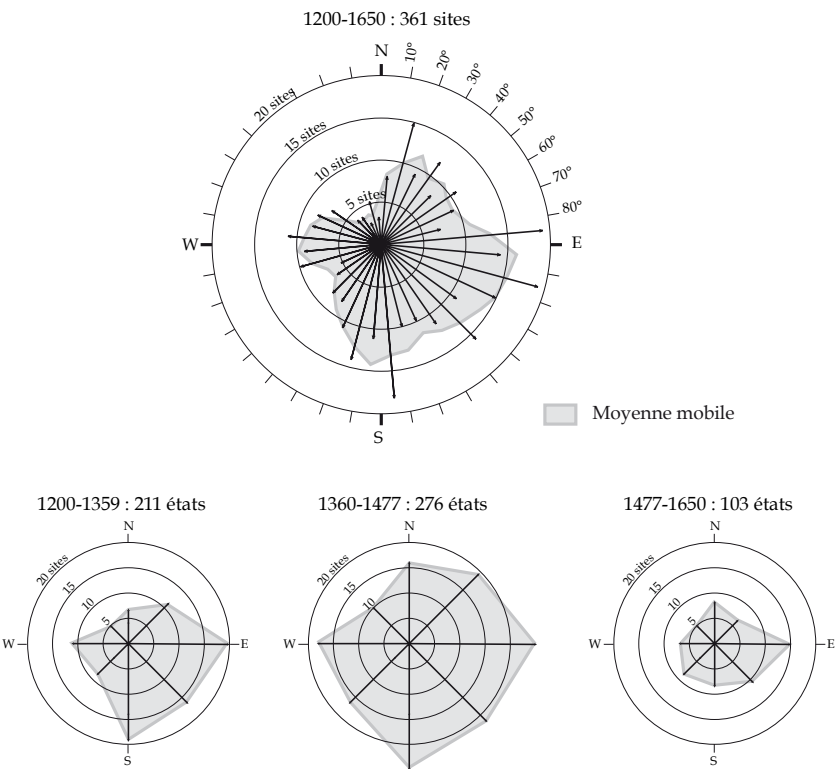 1200-1650 : 361 sites
N
10°
20°
30°
40°
50°
60°
70°
80°
20 sites
15 sites
10 sites
5 sites
W
E
S
Moyenne mobile
1200-1359 : 211 états
N
20 sites
15
10
5
W
E
S
1360-1477 : 276 états
N
20 sites
15
10
W
E
1477-1650 : 103 états
N
20 sites
15
10
5
W
E
S